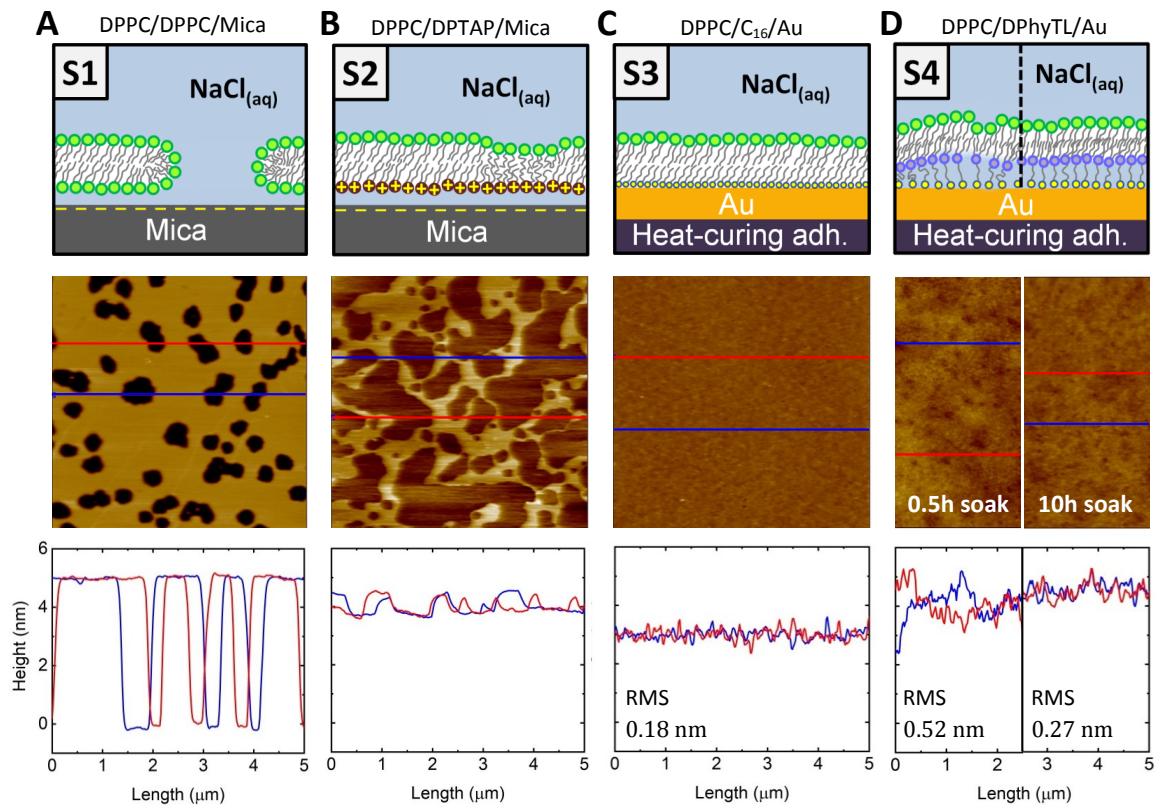 A DPPC/DPPC/Mica
B DPPC/DPTAP/Mica
C DPPC/C₁₆/Au
D DPPC/DPhyTL/Au
S1
NaCl(aq)
Mica
S2
NaCl(aq)
+ + + + + + + + + + + + + + + + + + +
Mica
S3
NaCl(aq)
Au
Heat-curing adh.
S4
NaCl(aq)
Au
Heat-curing adh.
0.5h soak
10h soak
Height (nm)
6
4
2
0
0 1 2 3 4 5
Length (μm)
0 1 2 3 4 5
Length (μm)
RMS
0.18 nm
0 1 2 3 4 5
Length (μm)
RMS
0.52 nm
RMS
0.27 nm
0 1 2 3 4 5
Length (μm)